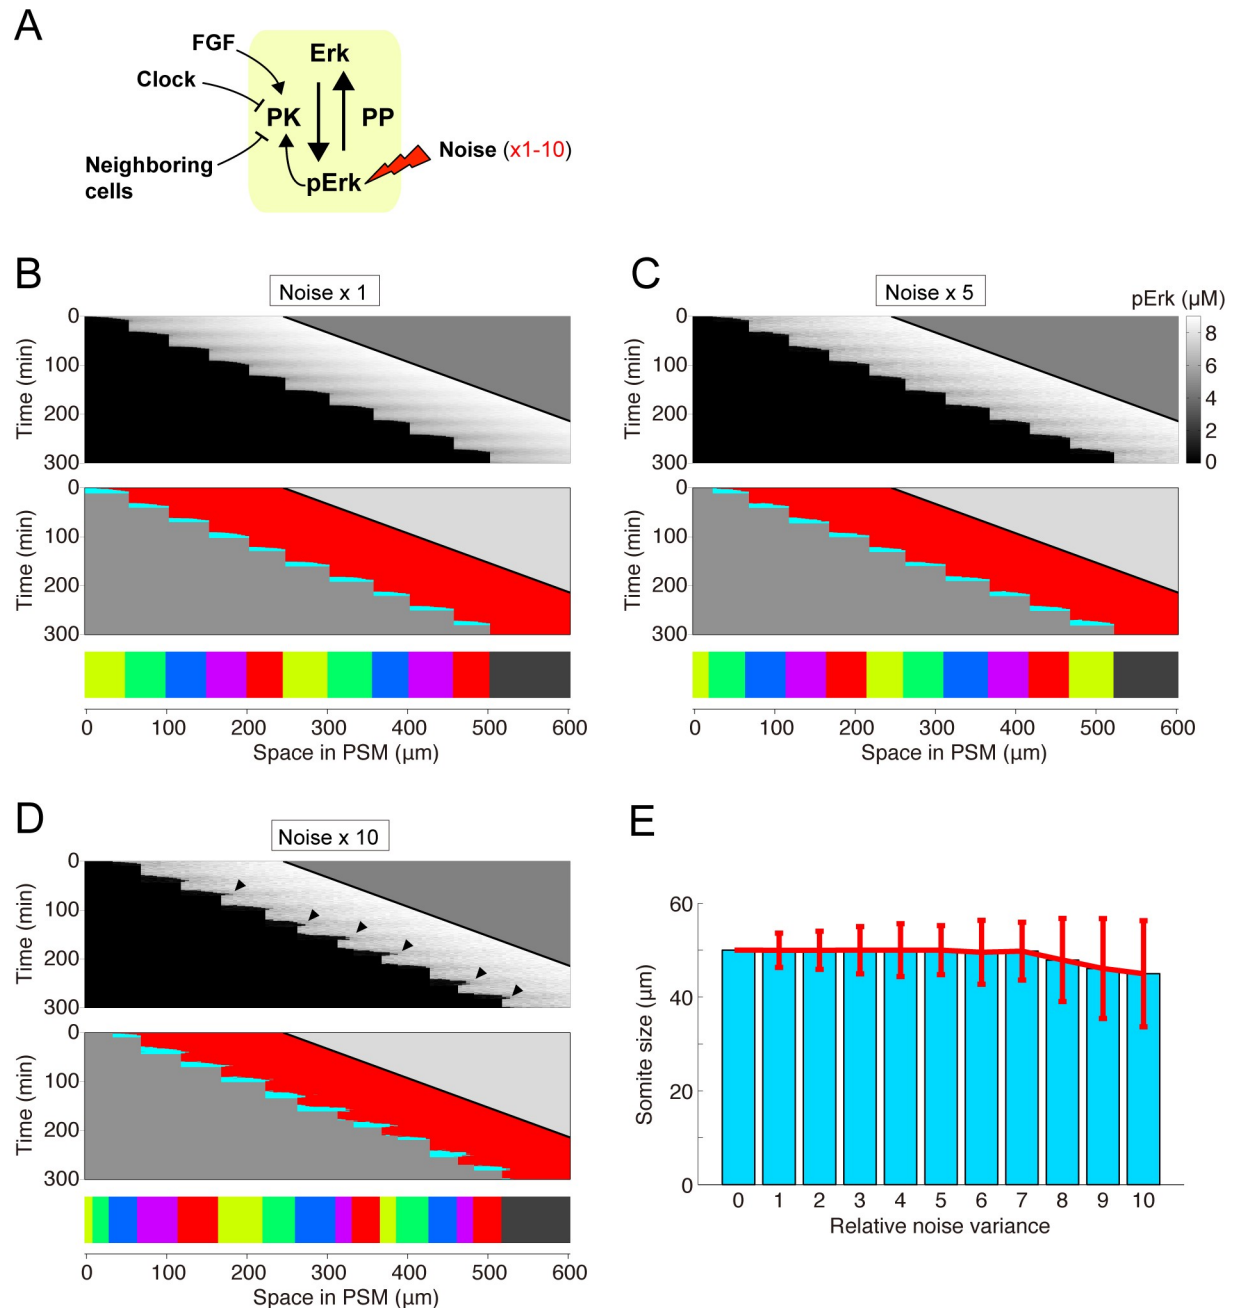 A
FGF
Erk
Clock
PK
PP
Noise (x1-10)
Neighboring
cells
pErk
B
Noise x 1
Time (min)
0
100
200
300
Time (min)
0
100
200
300
0 100 200 300 400 500 600
Space in PSM (µm)
C
Noise x 5
pErk (µM)
8
6
4
2
0
Time (min)
0
100
200
300
Time (min)
0
100
200
300
0 100 200 300 400 500 600
Space in PSM (µm)
D
Noise x 10
Time (min)
0
100
200
300
Time (min)
0
100
200
300
0 100 200 300 400 500 600
Space in PSM (µm)
E
Somite size (µm)
60
40
20
0
0 1 2 3 4 5 6 7 8 9 10
Relative noise variance